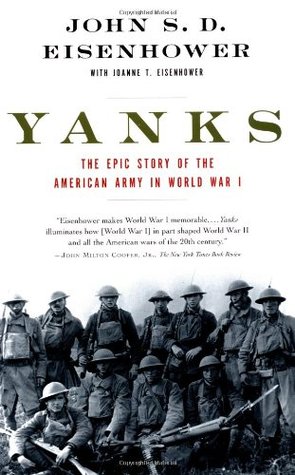 JOHN S. D.
EISENHOWER
WITH JOANNE T. EISENHOWER
YANKS
THE EPIC STORY OF THE
AMERICAN ARMY IN WORLD WAR I
"Eisenhower makes World War I memorable.... Yanks
illuminates how [World War I] in part shaped World War II
and all the American wars of the 20th century."
—John Milton Cooper, Jr., The New York Times Book Review
Copyrighted Material